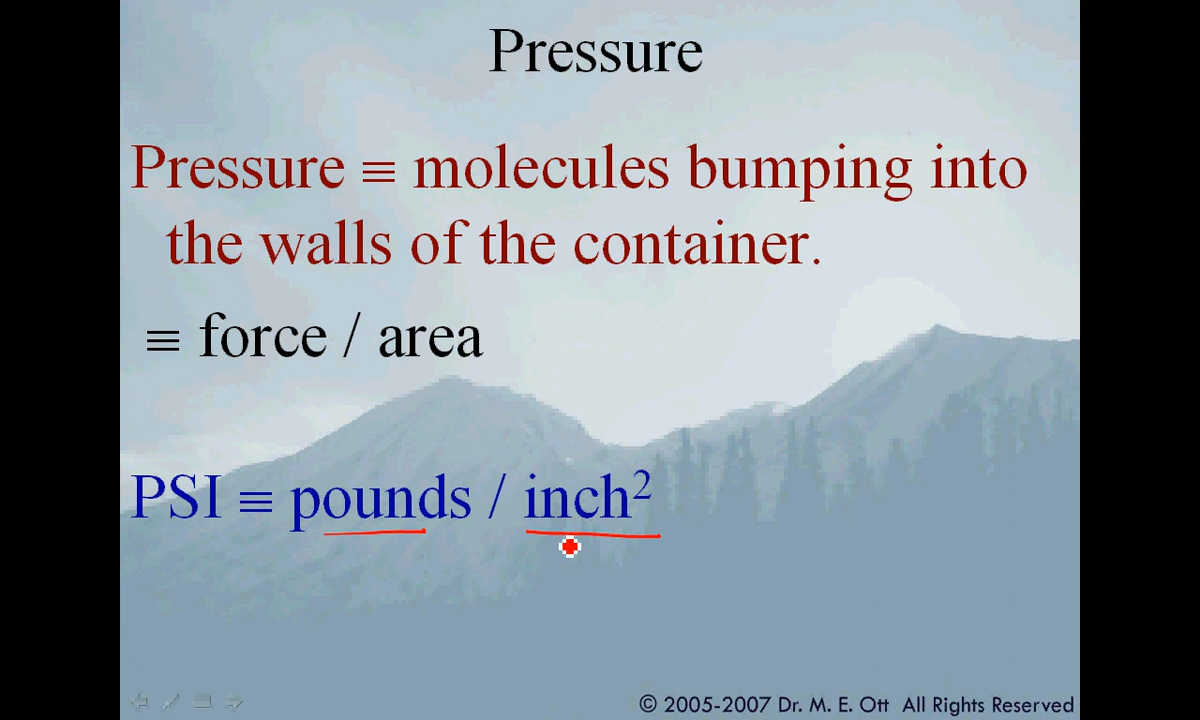 Pressure
Pressure ≡ molecules bumping into
the walls of the container.
≡ force / area
PSI ≡ pounds / inch²
© 2005-2007 Dr. M. E. Ott All Rights Reserved